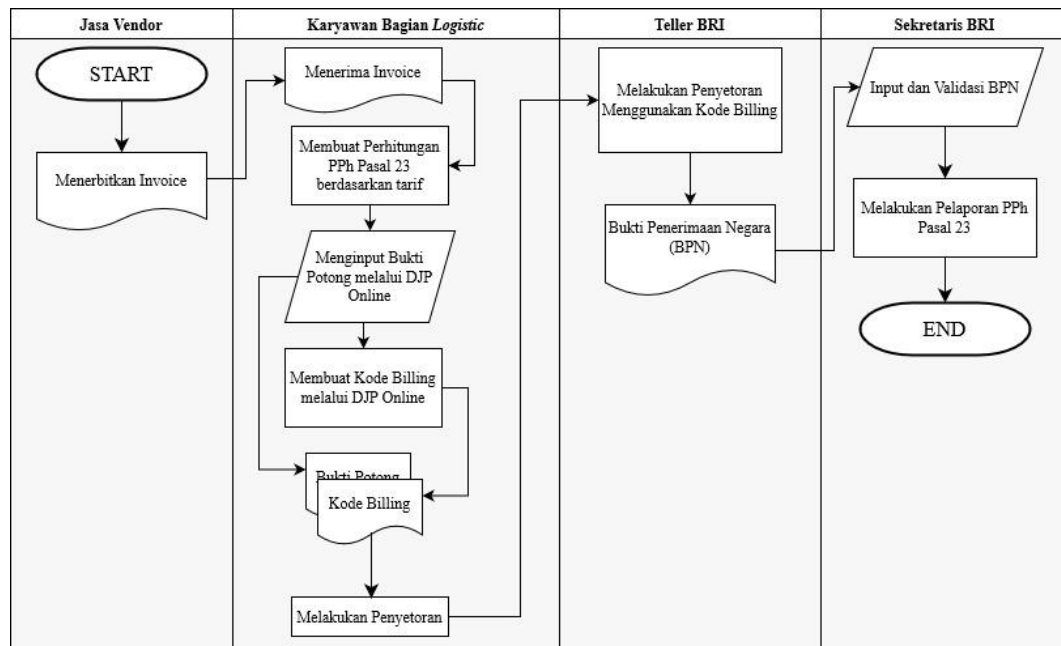 Jasa Vendor
Karyawan Bagian Logistic
Teller BRI
Sekretaris BRI
START
Menerbitkan Invoice
Menerima Invoice
Membuat Perhitungan
PPh Pasal 23
berdasarkan tarif
Menginput Bukti
Potong melalui DJP
Online
Membuat Kode Billing
melalui DJP Online
Bukti Potong
Kode Billing
Melakukan Penyetoran
Melakukan Penyetoran
Menggunakan Kode Billing
Bukti Penerimaan Negara
(BPN)
Input dan Validasi BPN
Melakukan Pelaporan PPh
Pasal 23
END